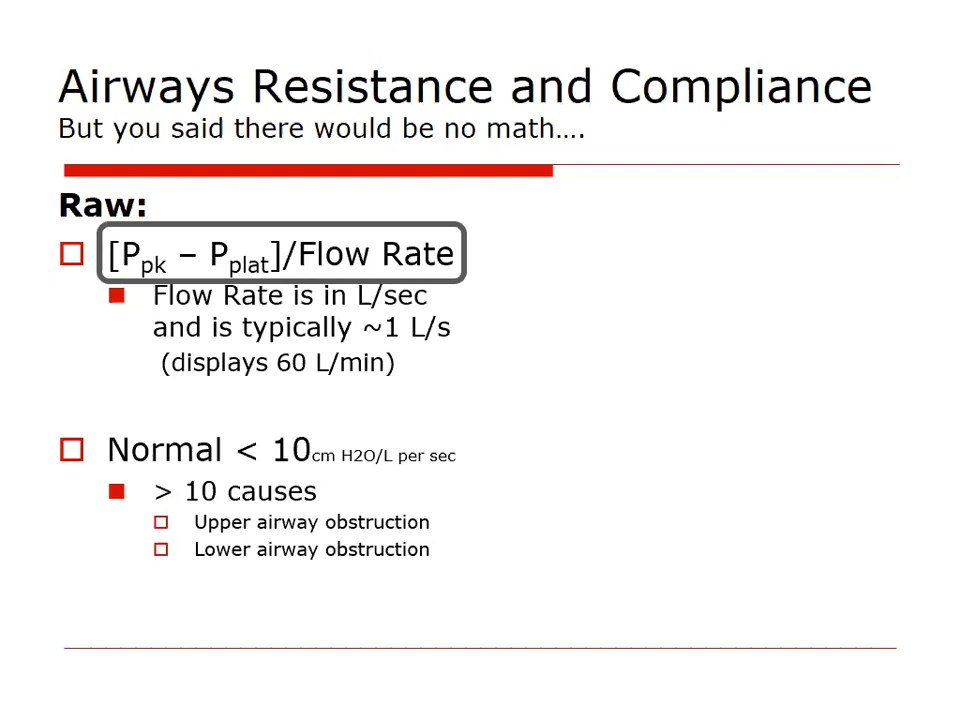 Airways Resistance and Compliance
But you said there would be no math....
Raw:
[Ppk – Pplat]/Flow Rate
Flow Rate is in L/sec
and is typically ~1 L/s
(displays 60 L/min)
Normal < 10cm H2O/L per sec
> 10 causes
Upper airway obstruction
Lower airway obstruction